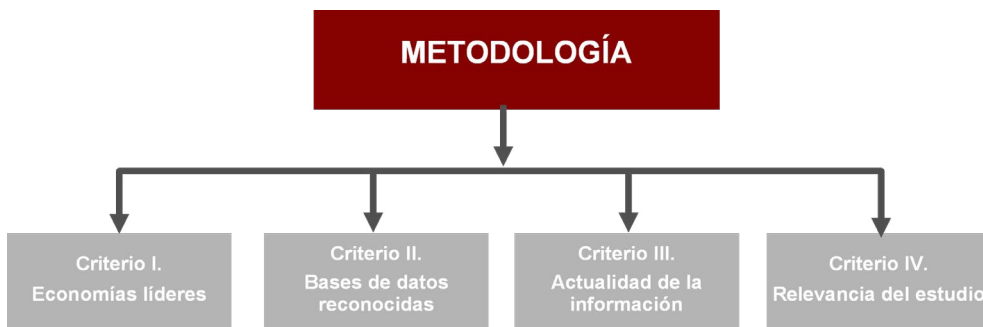 METODOLOGÍA
Criterio I.
Economías líderes
Criterio II.
Bases de datos
reconocidas
Criterio III.
Actualidad de la
información
Criterio IV.
Relevancia del estudio